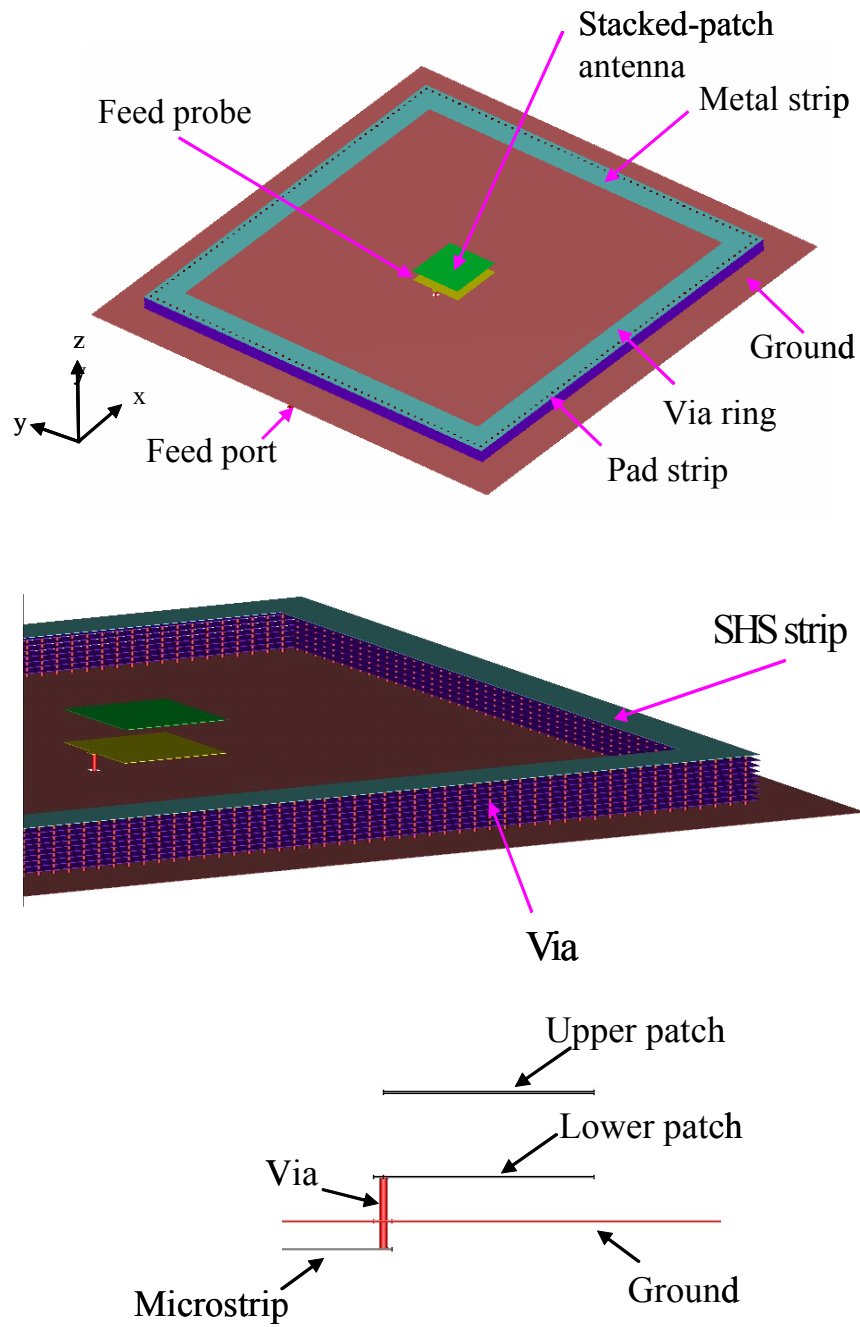 Stacked-patch
antenna
Feed probe
Metal strip
z
y
x
y
Ground
Via ring
Feed port
Pad strip
SHS strip
Via
Upper patch
Lower patch
Via
Ground
Microstrip